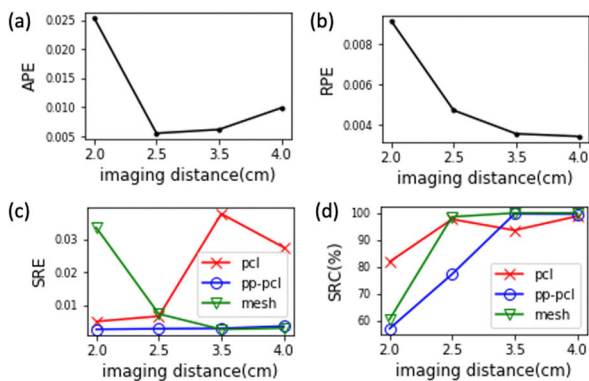 (a)
0.025
0.020
0.015
0.010
0.005
APE
2.0 2.5 3.5 4.0
imaging distance(cm)
(b)
0.008
0.006
0.004
RPE
2.0 2.5 3.5 4.0
imaging distance(cm)
(c)
0.03
0.02
0.01
SRE
pcl
pp-pcl
mesh
2.0 2.5 3.5 4.0
imaging distance(cm)
(d)
100
90
80
70
60
SRC(%)
pcl
pp-pcl
mesh
2.0 2.5 3.5 4.0
imaging distance(cm)